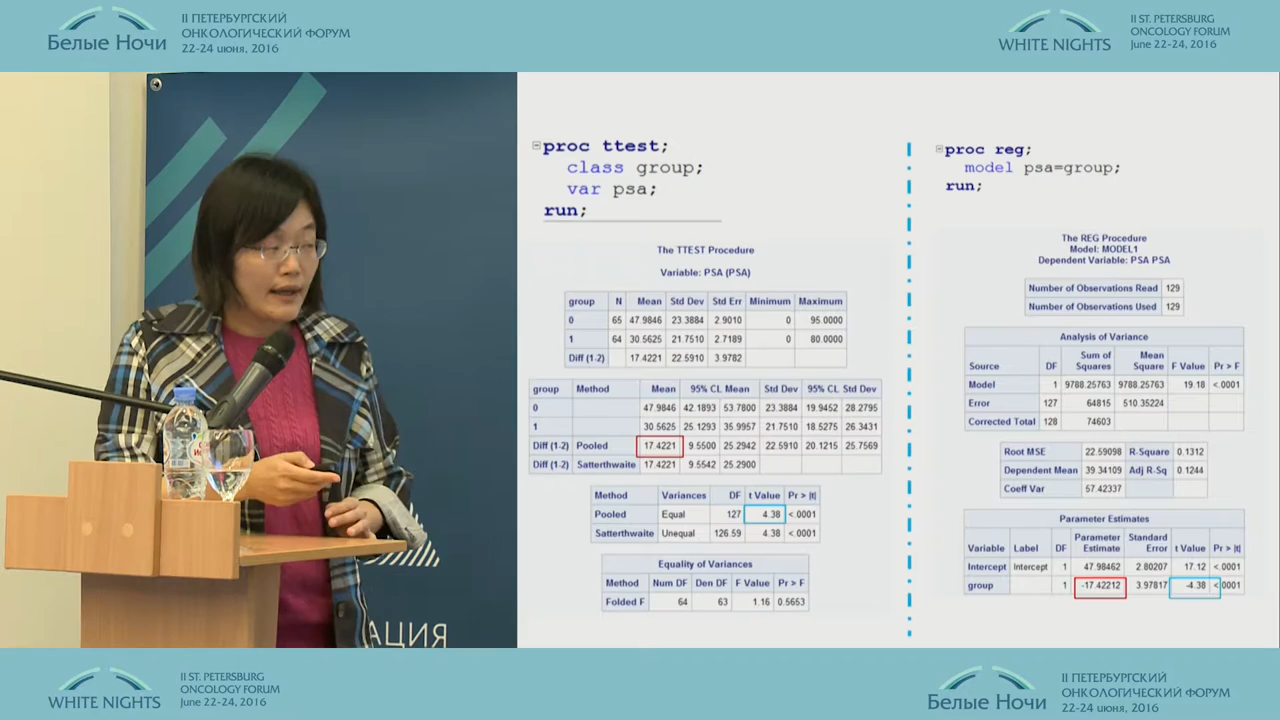 II ПЕТЕРБУРГСКИЙ
ОНКОЛОГИЧЕСКИЙ ФОРУМ
22-24 июня, 2016
Белые Ночи
II ST. PETERSBURG
ONCOLOGY FORUM
June 22-24, 2016
WHITE NIGHTS
proc ttest;
class group;
var psa;
run;
The TTEST Procedure
Variable: PSA (PSA)
group N Mean Std Dev Std Err Minimum Maximum
0 65 47.9846 23.3884 2.9010 0 95.0000
1 64 30.5625 21.7510 2.7189 0 80.0000
Diff (1-2) 17.4221 22.5910 3.9782
group Method Mean 95% CL Mean Std Dev 95% CL Std Dev
0 47.9846 42.1893 53.7800 23.3884 19.9452 28.2795
1 30.5625 25.1293 35.9957 21.7510 18.5275 26.3431
Diff (1-2) Pooled 17.4221 9.5500 25.2942 22.5910 20.1215 25.7569
Diff (1-2) Satterthwaite 17.4221 9.5542 25.2900
Method Variances DF t Value Pr > |t|
Pooled Equal 127 4.38 <.0001
Satterthwaite Unequal 126.59 4.38 <.0001
Equality of Variances
Method Num DF Den DF F Value Pr > F
Folded F 64 63 1.16 0.5653
proc reg;
model psa=group;
run;
The REG Procedure
Model: MODEL1
Dependent Variable: PSA PSA
Number of Observations Read 129
Number of Observations Used 129
Analysis of Variance
Source DF Sum of Squares Mean Square F Value Pr > F
Model 1 9788.25763 9788.25763 19.18 <.0001
Error 127 64815 510.35224
Corrected Total 128 74603
Root MSE 22.59098 R-Square 0.1312
Dependent Mean 39.34109 Adj R-Sq 0.1244
Coeff Var 57.42337
Parameter Estimates
Variable Label DF Parameter Estimate Standard Error t Value Pr > |t|
Intercept Intercept 1 47.98462 2.80207 17.12 <.0001
group 1 -17.42212 3.97817 -4.38 <.0001
АЦИЯ
WHITE NIGHTS
II ST. PETERSBURG
ONCOLOGY FORUM
June 22-24, 2016
Белые Ночи
II ПЕТЕРБУРГСКИЙ
ОНКОЛОГИЧЕСКИЙ ФОРУМ
22-24 июня, 2016